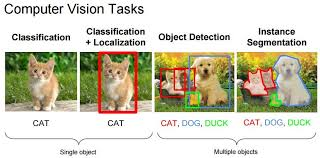 Computer Vision Tasks
Classification
Classification
+ Localization
Object Detection
Instance
Segmentation
CAT
CAT
CAT, DOG, DUCK
CAT, DOG, DUCK
Single object
Multiple objects